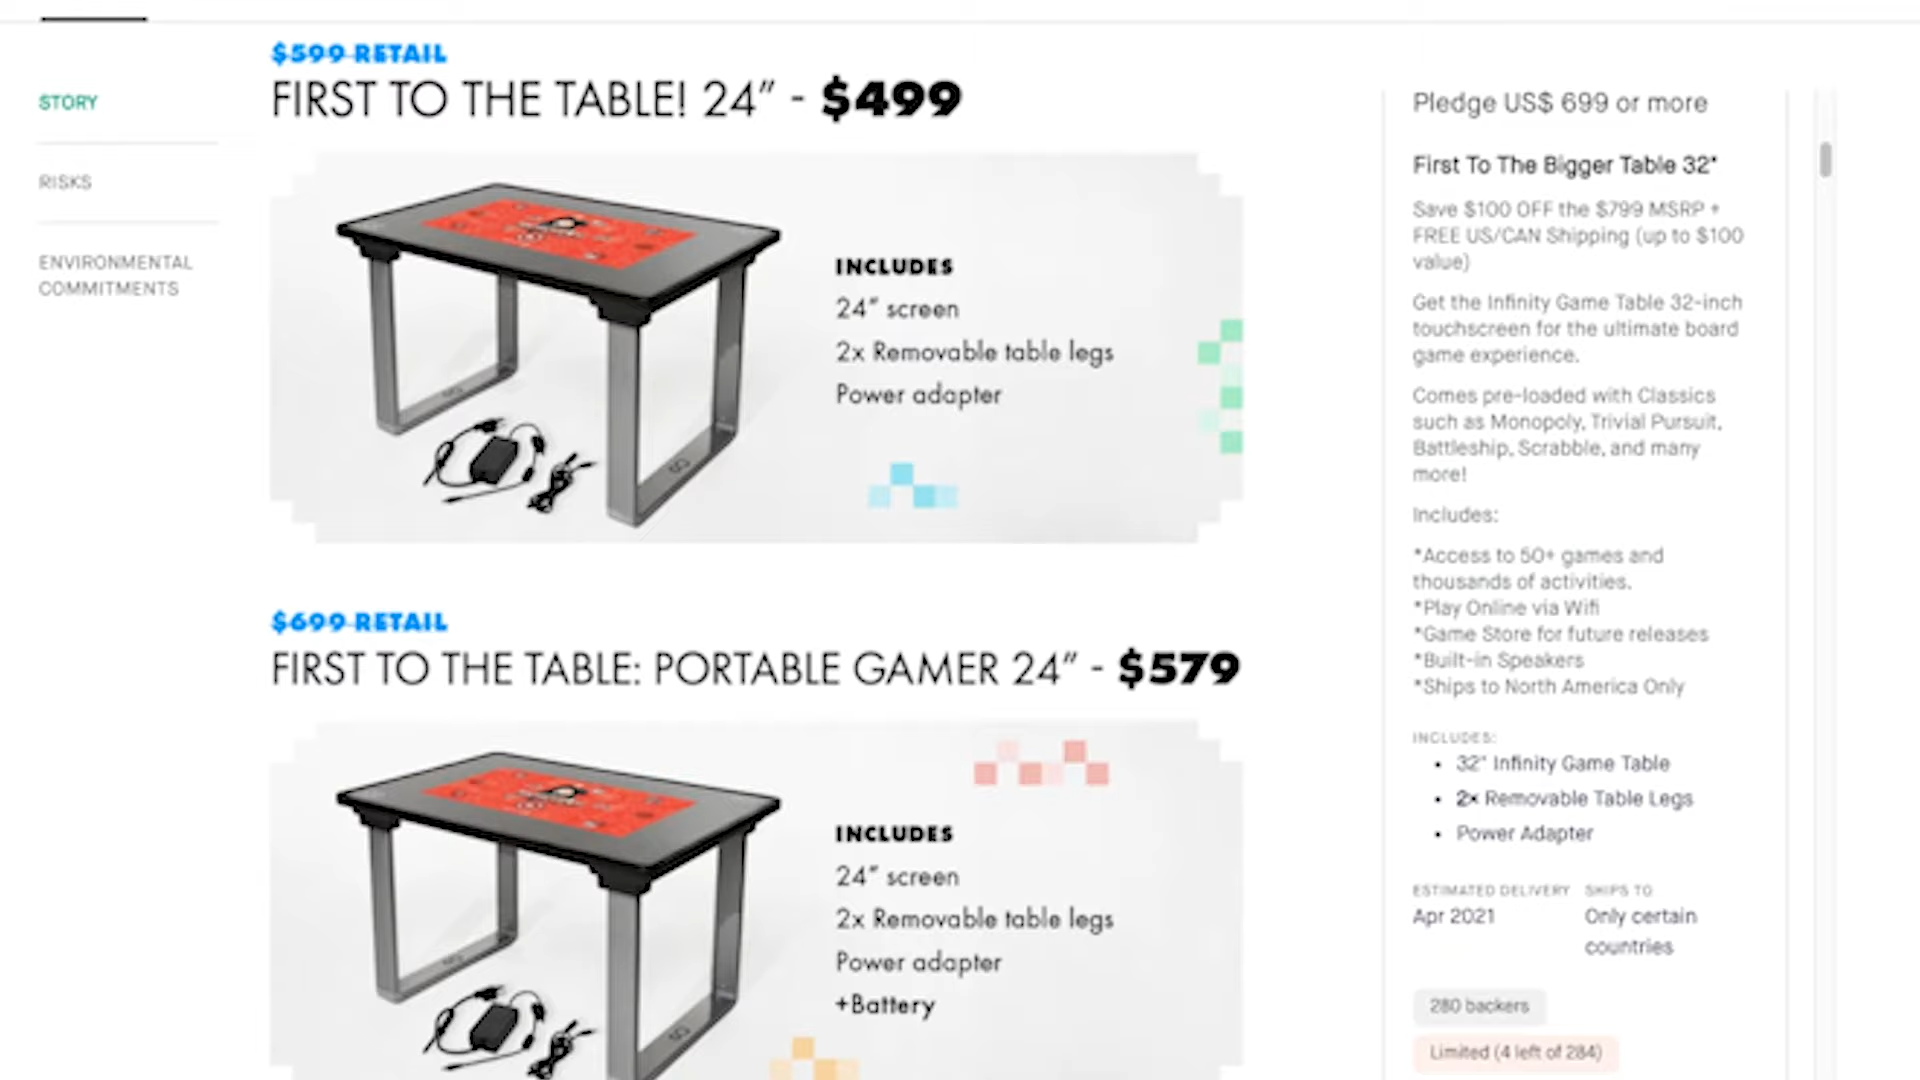 STORY
RISKS
ENVIRONMENTAL
COMMITMENTS
$599 RETAIL
FIRST TO THE TABLE! 24” - $499
INCLUDES
24” screen
2x Removable table legs
Power adapter
$699 RETAIL
FIRST TO THE TABLE: PORTABLE GAMER 24” - $579
INCLUDES
24” screen
2x Removable table legs
Power adapter
+Battery
Pledge US$ 699 or more
First To The Bigger Table 32"
Save $100 OFF the $799 MSRP +
FREE US/CAN Shipping (up to $100
value)
Get the Infinity Game Table 32-inch
touchscreen for the ultimate board
game experience.
Comes pre-loaded with Classics
such as Monopoly, Trivial Pursuit,
Battleship, Scrabble, and many
more!
Includes:
*Access to 50+ games and
thousands of activities.
*Play Online via Wifi
*Game Store for future releases
*Built-in Speakers
*Ships to North America Only
INCLUDES:
• 32" Infinity Game Table
• 2× Removable Table Legs
• Power Adapter
ESTIMATED DELIVERY SHIPS TO
Apr 2021 Only certain
countries
280 backers
Limited (4 left of 284)